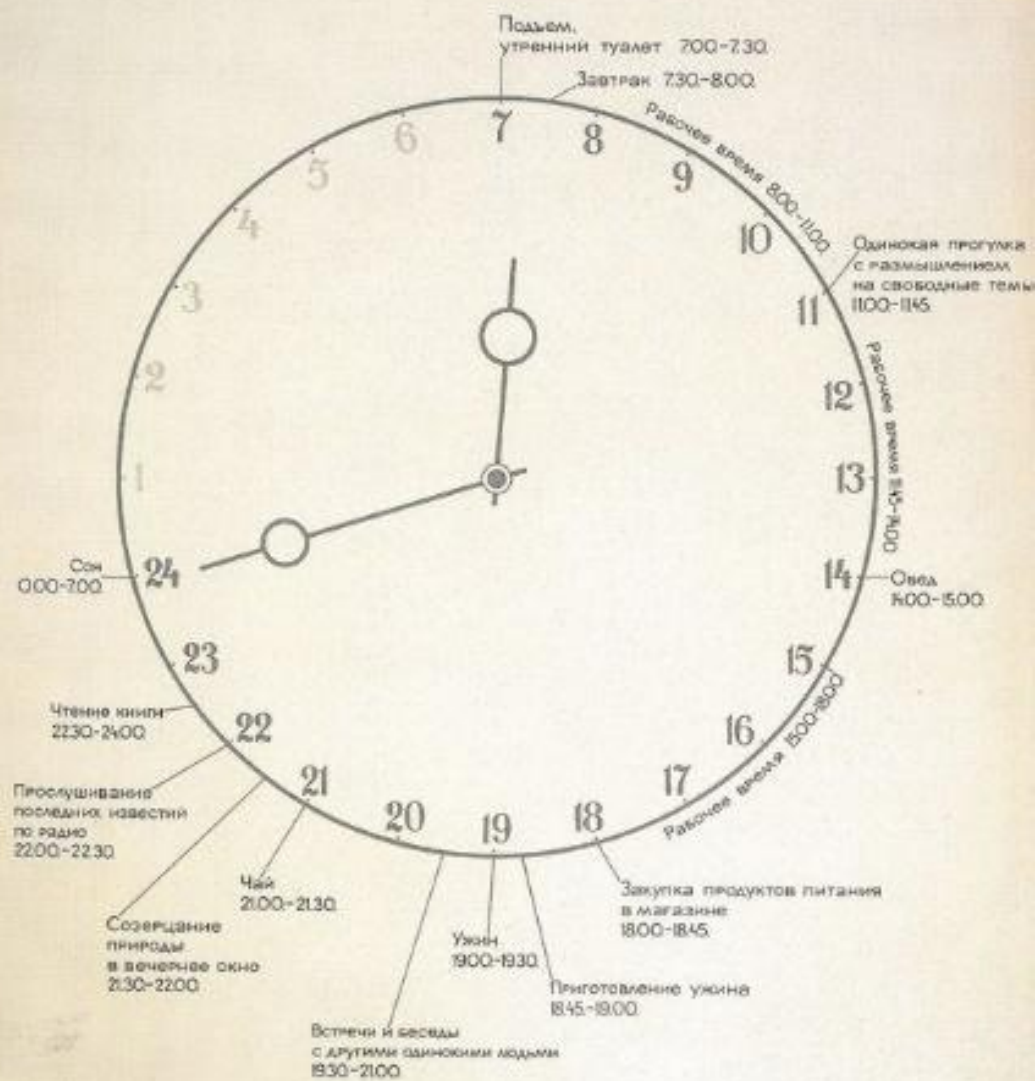 Подъем,
утренний туалет 7.00-7.30.
Завтрак 7.30.-8.00.
Рабочее время 8.00.-11.00.
Одинокая прогулка
с размышлением
на свободные темы
11.00-11.45.
Рабочее время 11.45-14.00
Обед
14.00.-15.00.
Рабочее время 15.00-18.00
Закупка продуктов питания
в магазине
18.00-18.45.
Приготовление ужина
18.45.-19.00.
Ужин
19.00.-19.30.
Встречи и беседы
с другими одинокими людьми
19.30-21.00.
Чай
21.00.-21.30.
Созерцание
природы
в вечернее окно
21.30-22.00.
Прослушивание
последних известий
по радио
22.00.-22.30.
Чтение книги
22.30-24.00.
Сон
0.00-7.00.
7
8
9
10
11
12
13
14
15
16
17
18
19
20
21
22
23
24
1
2
3
4
5
6